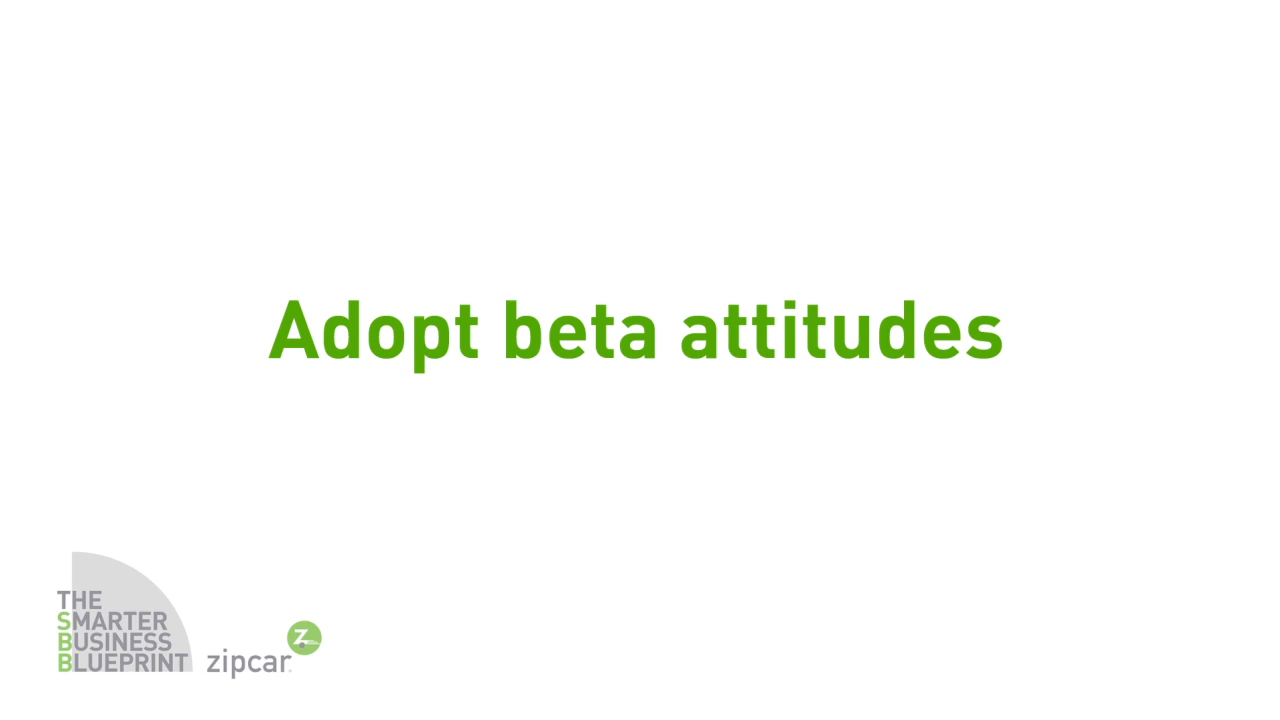 Adopt beta attitudes
THE
SMARTER
BUSINESS
BLUEPRINT
zipcar
Z